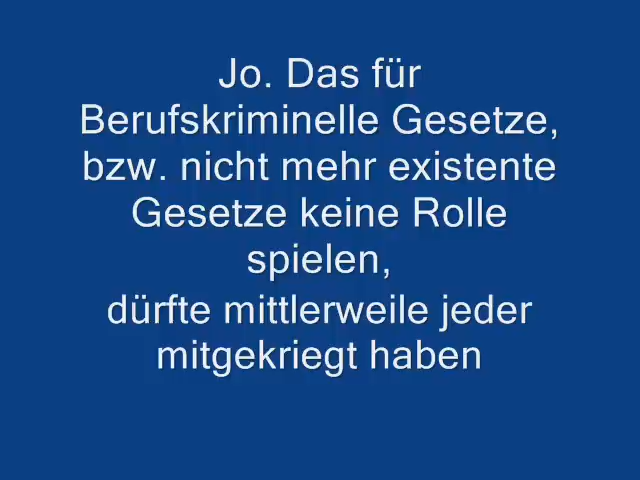 Jo. Das für
Berufskriminelle Gesetze,
bzw. nicht mehr existente
Gesetze keine Rolle
spielen,
dürfte mittlerweile jeder
mitgekriegt haben